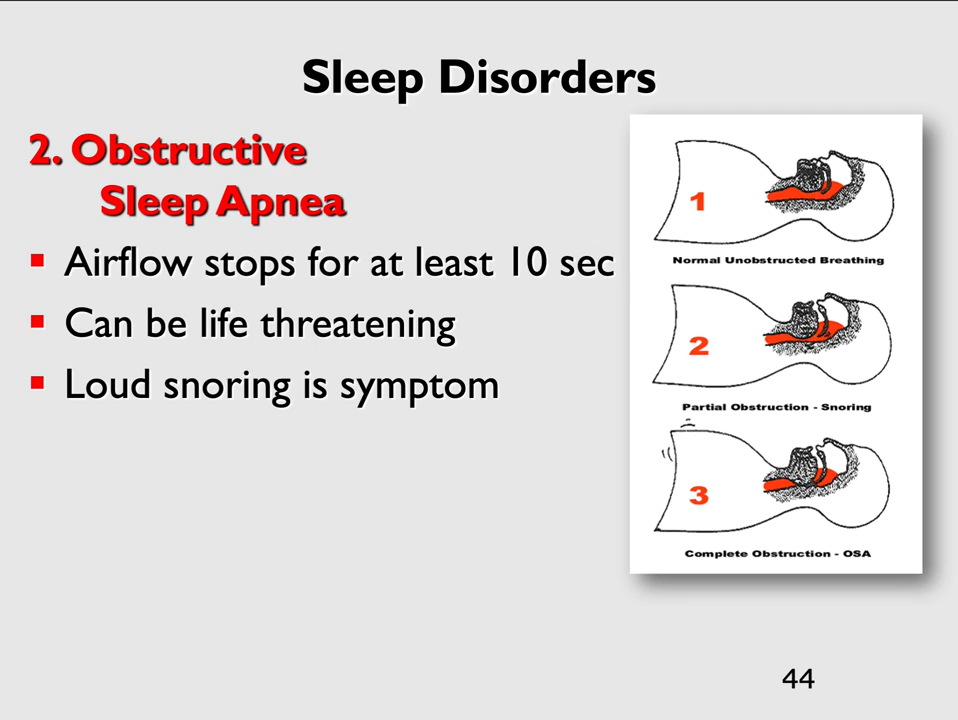 Sleep Disorders
2. Obstructive
Sleep Apnea
▪ Airflow stops for at least 10 sec
▪ Can be life threatening
▪ Loud snoring is symptom
1
Normal Unobstructed Breathing
2
Partial Obstruction - Snoring
3
Complete Obstruction - OSA
44